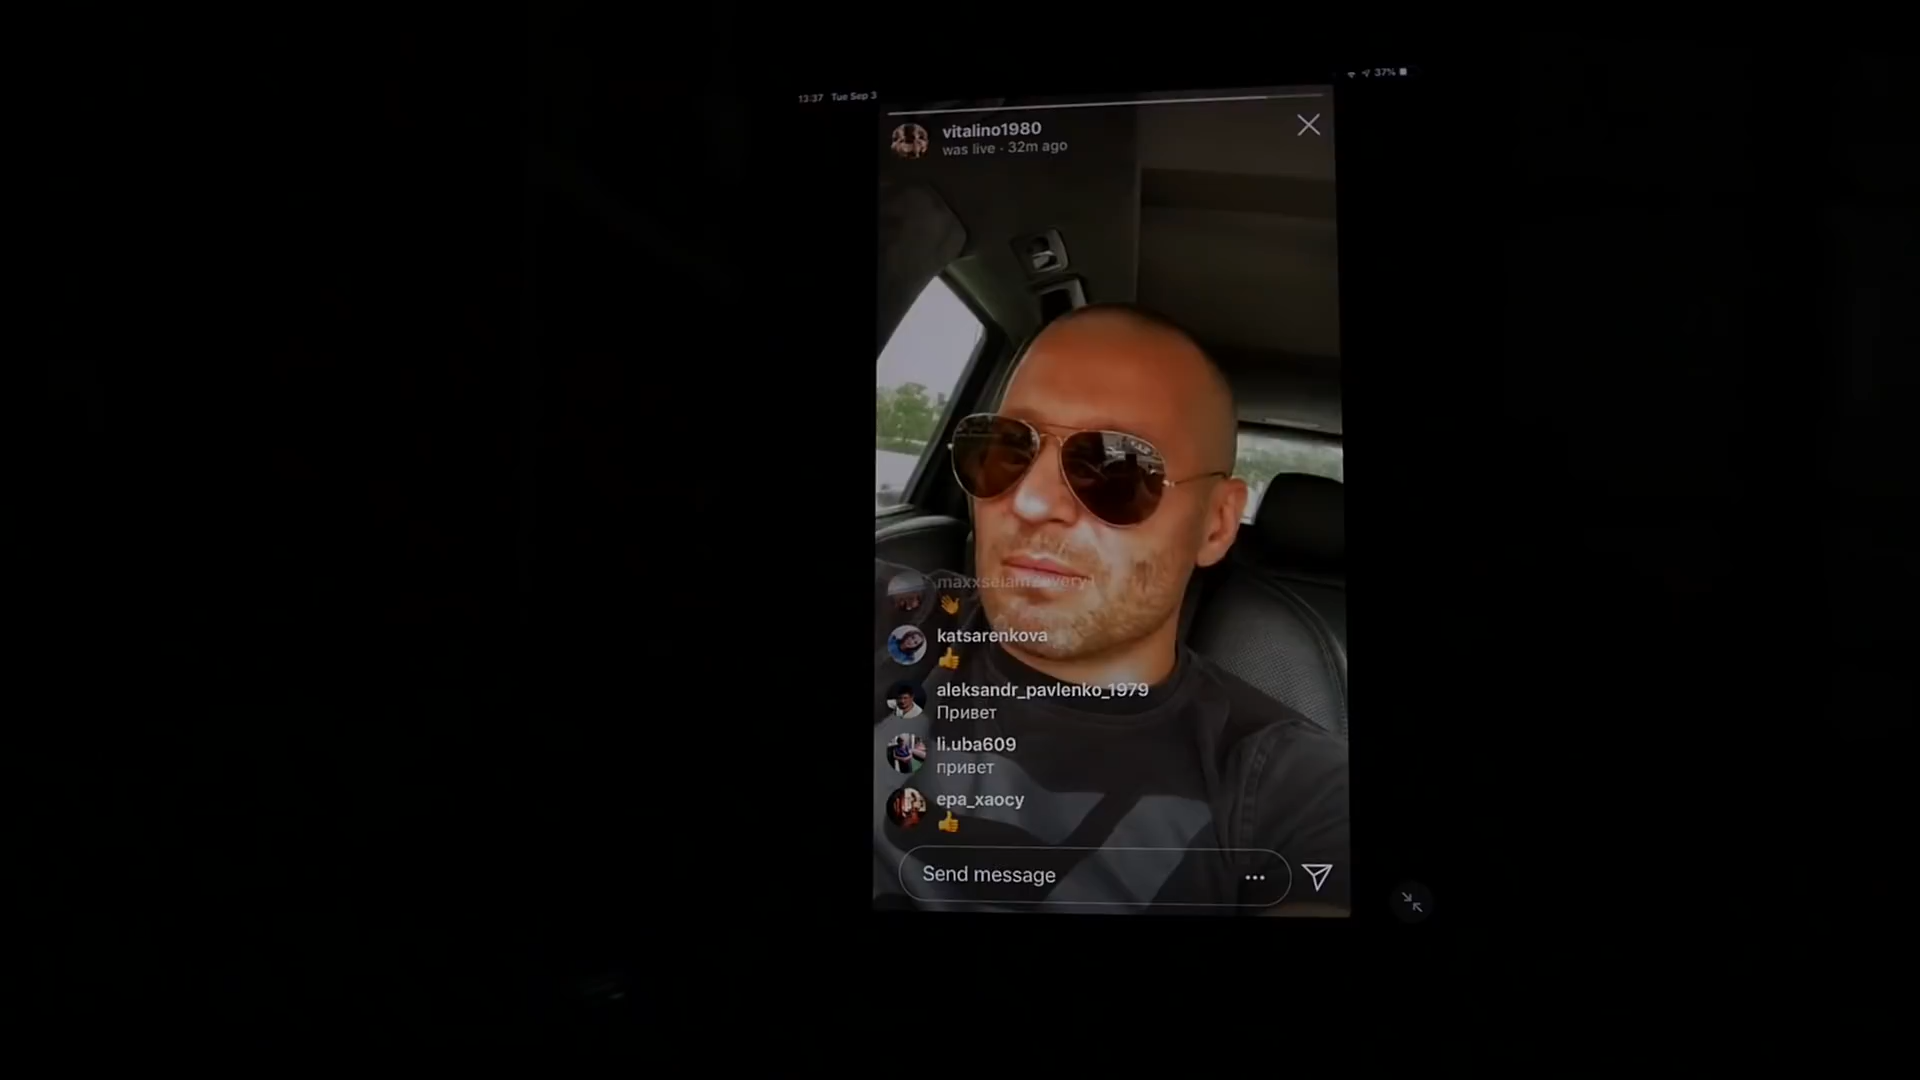 13:37 Tue Sep 3
37%
vitalino1980
was live · 32m ago
katsarenkova
aleksandr_pavlenko_1979
Привет
li.uba609
привет
epa_xaocy
Send message